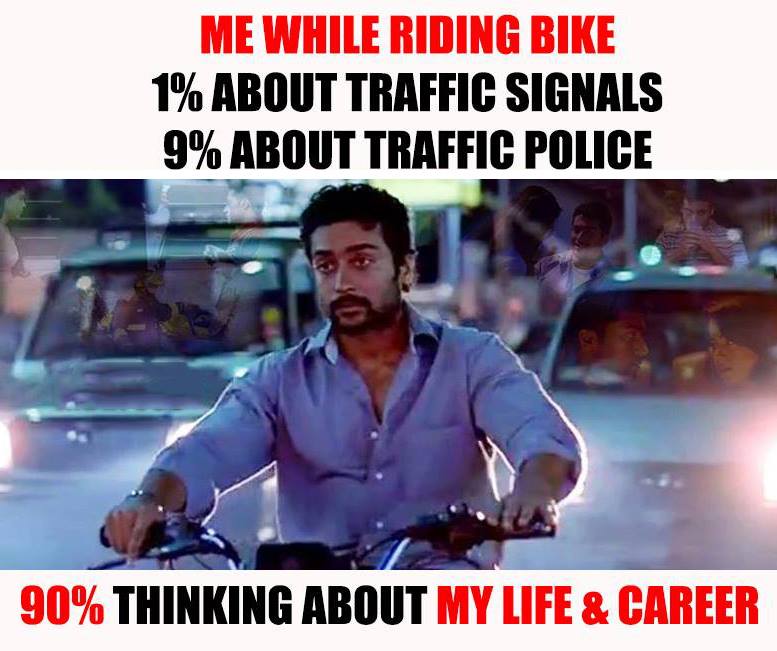 ME WHILE RIDING BIKE
1% ABOUT TRAFFIC SIGNALS
9% ABOUT TRAFFIC POLICE
90% THINKING ABOUT MY LIFE & CAREER